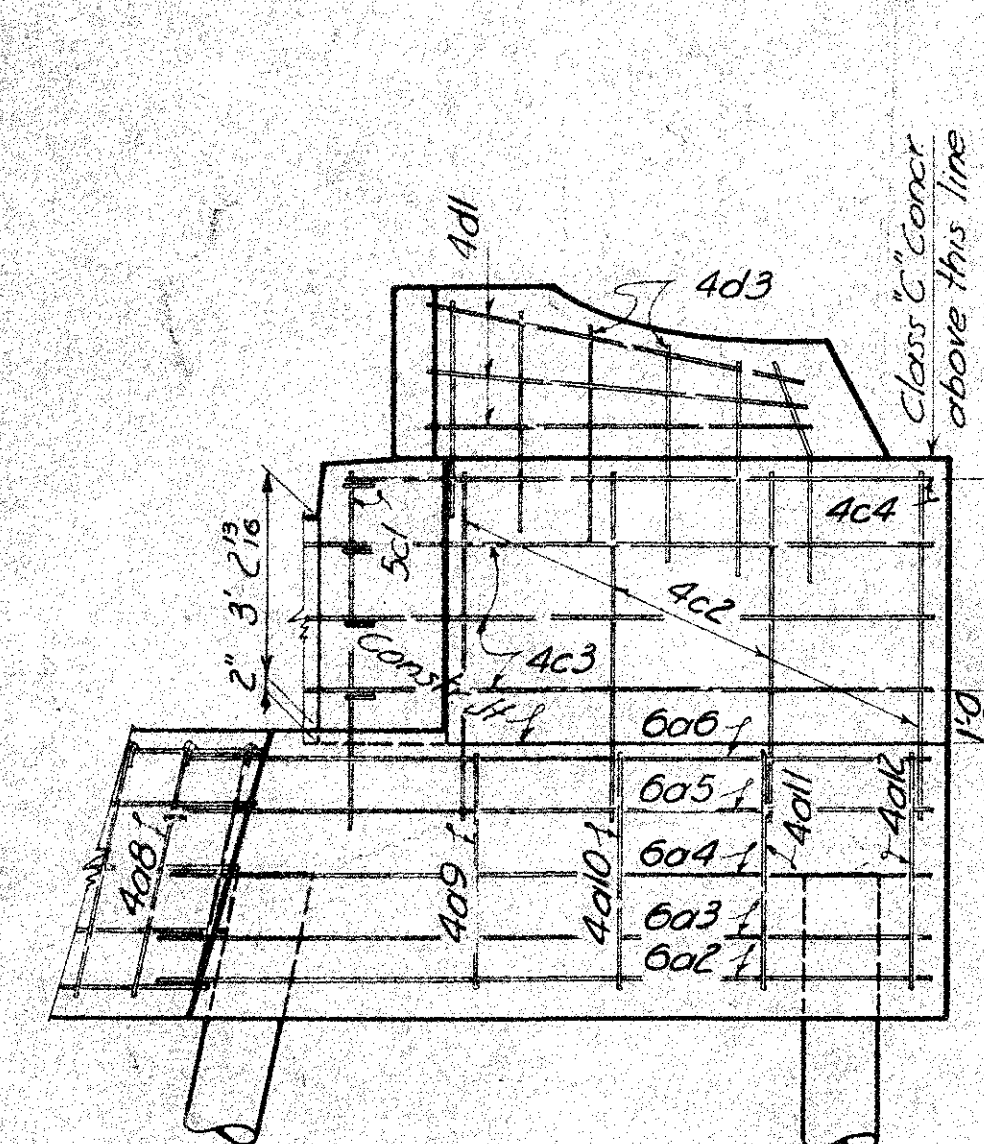 4d1
4d3
Class "C" Concr
above this line
2" 3' 2 13/16
5c1
4c4
4c2
4c3
Const Jt
6a6
6a5
6a4
6a3
6a2
4a8
4a9
4a10
4a11
4a12
1'-0